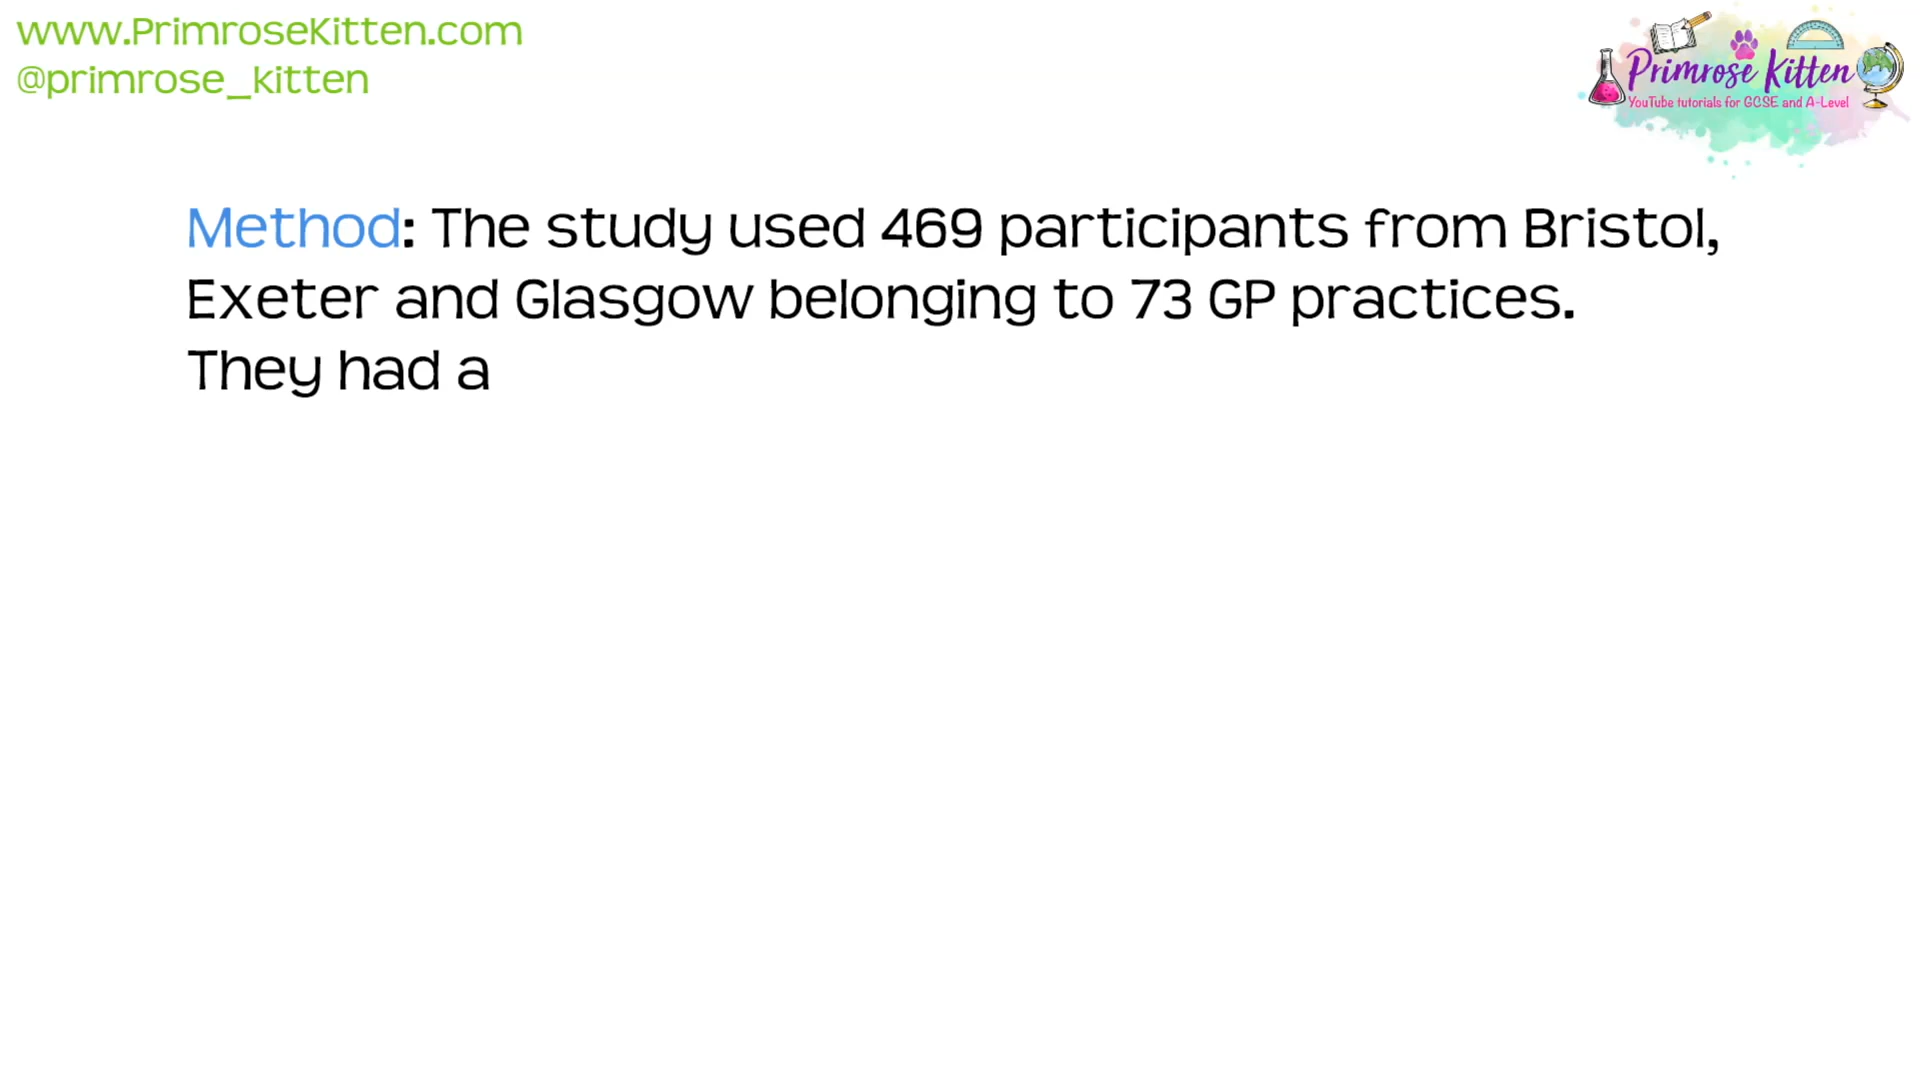 www.PrimroseKitten.com
@primrose_kitten
Primrose Kitten
YouTube tutorials for GCSE and A-Level
Method: The study used 469 participants from Bristol,
Exeter and Glasgow belonging to 73 GP practices.
They had a